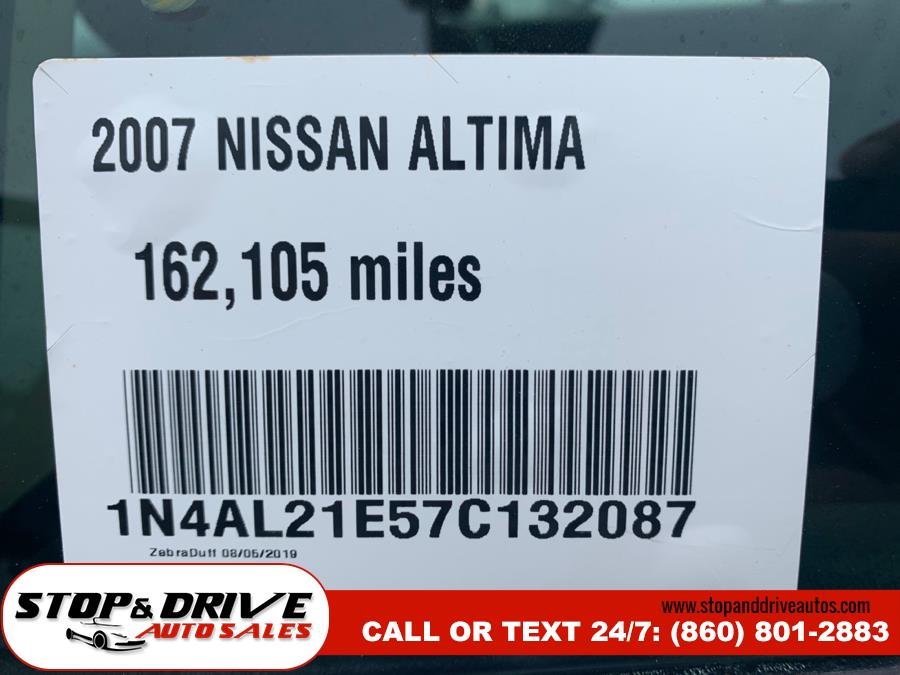 2007 NISSAN ALTIMA
162,105 miles
1N4AL21E57C132087
ZebraDuff 08/05/2019
STOP & DRIVE
AUTO SALES
www.stopanddriveautos.com
CALL OR TEXT 24/7: (860) 801-2883